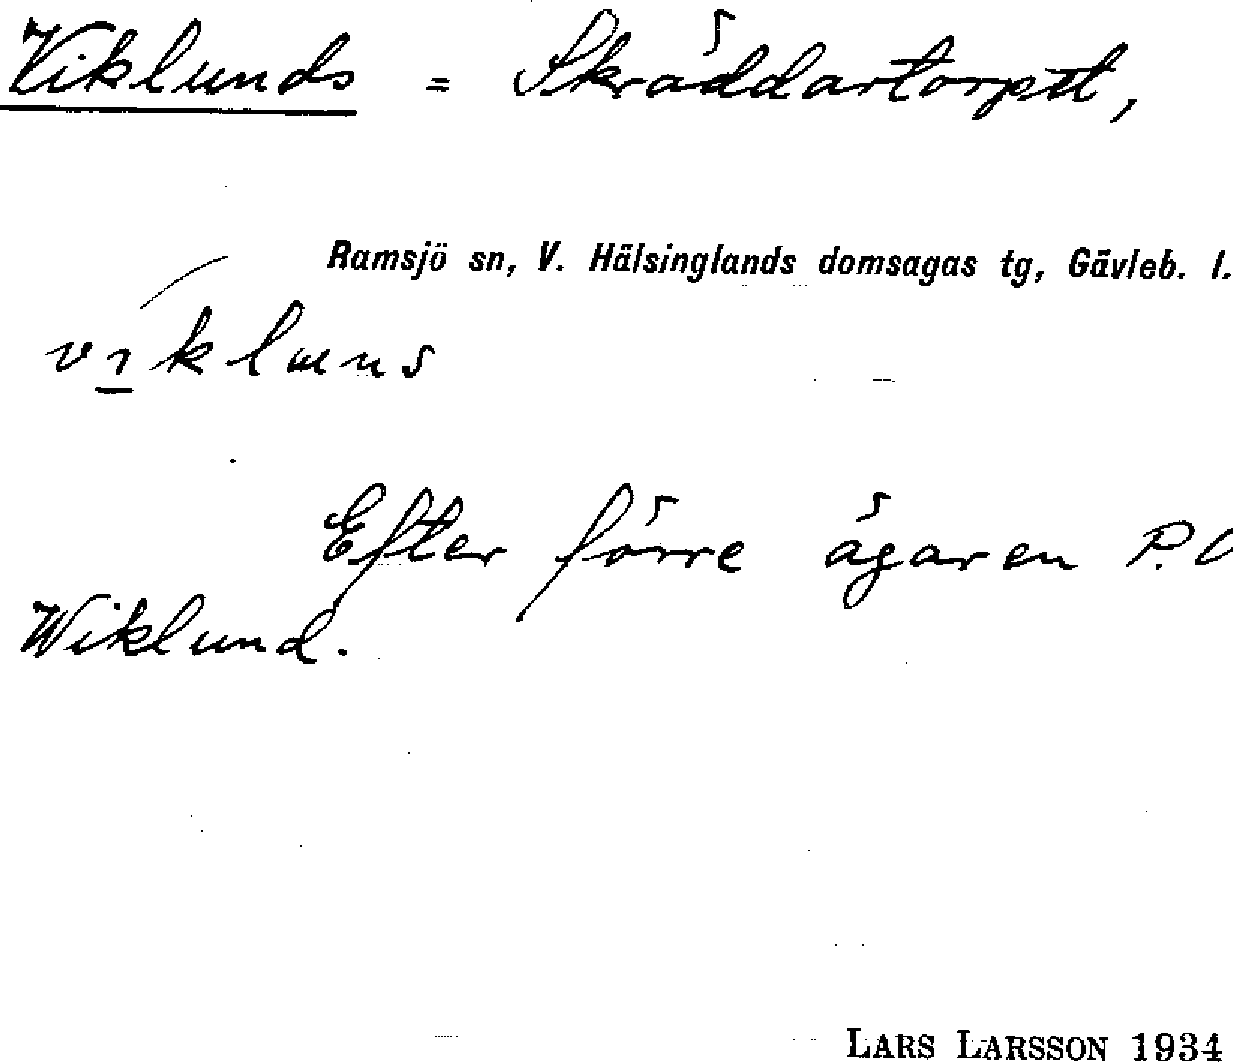 Viklunds = Skräddartorpet,
Ramsjö sn, V. Hälsinglands domsagas tg, Gävleb. l.
vikluns
Efter förre ägaren P.
Wiklund.
LARS LARSSON 1934